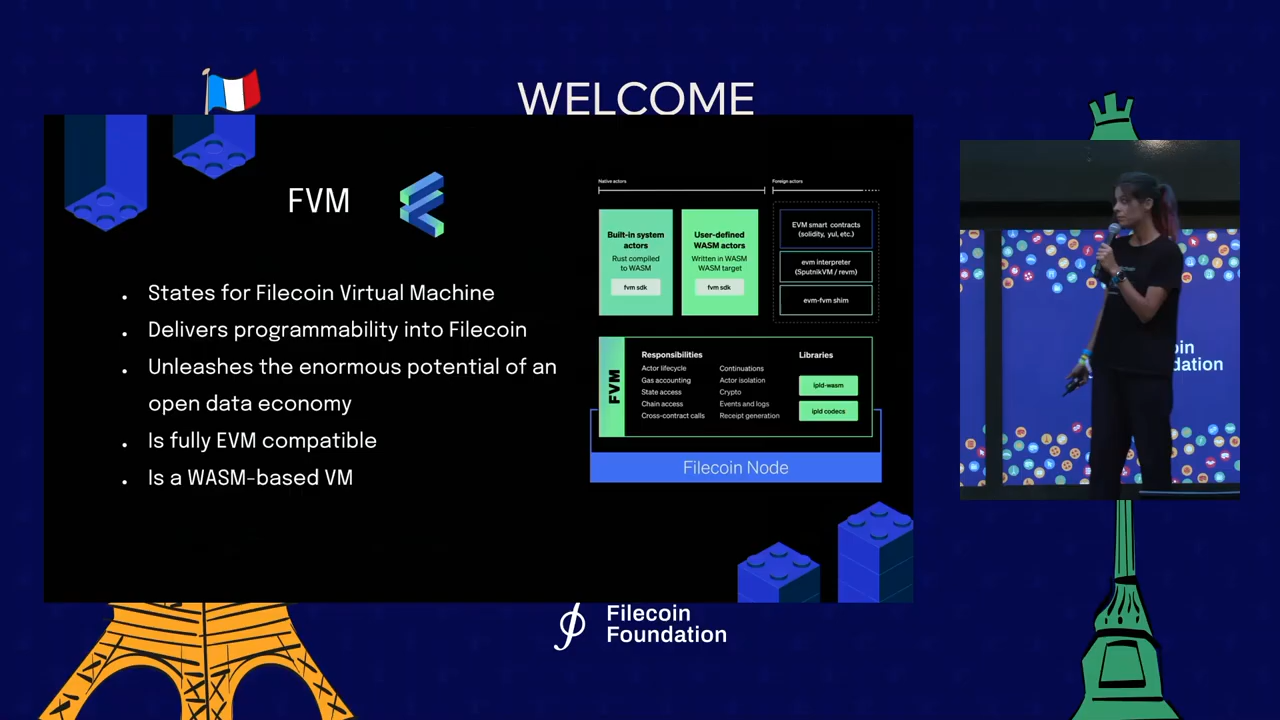 WELCOME
FVM
States for Filecoin Virtual Machine
Delivers programmability into Filecoin
Unleashes the enormous potential of an
open data economy
Is fully EVM compatible
Is a WASM-based VM
Native actors
Foreign actors
Built-in system
actors
Rust compiled
to WASM
fvm sdk
User-defined
WASM actors
Written in WASM
WASM target
fvm sdk
EVM smart contracts
(solidity, yul, etc.)
evm interpreter
(SputnikVM / revm)
evm-fvm shim
FVM
Responsibilities
Actor lifecycle
Gas accounting
State access
Chain access
Cross-contract calls
Continuations
Actor isolation
Crypto
Events and logs
Receipt generation
Libraries
ipld-wasm
ipld codecs
Filecoin Node
Filecoin
Foundation